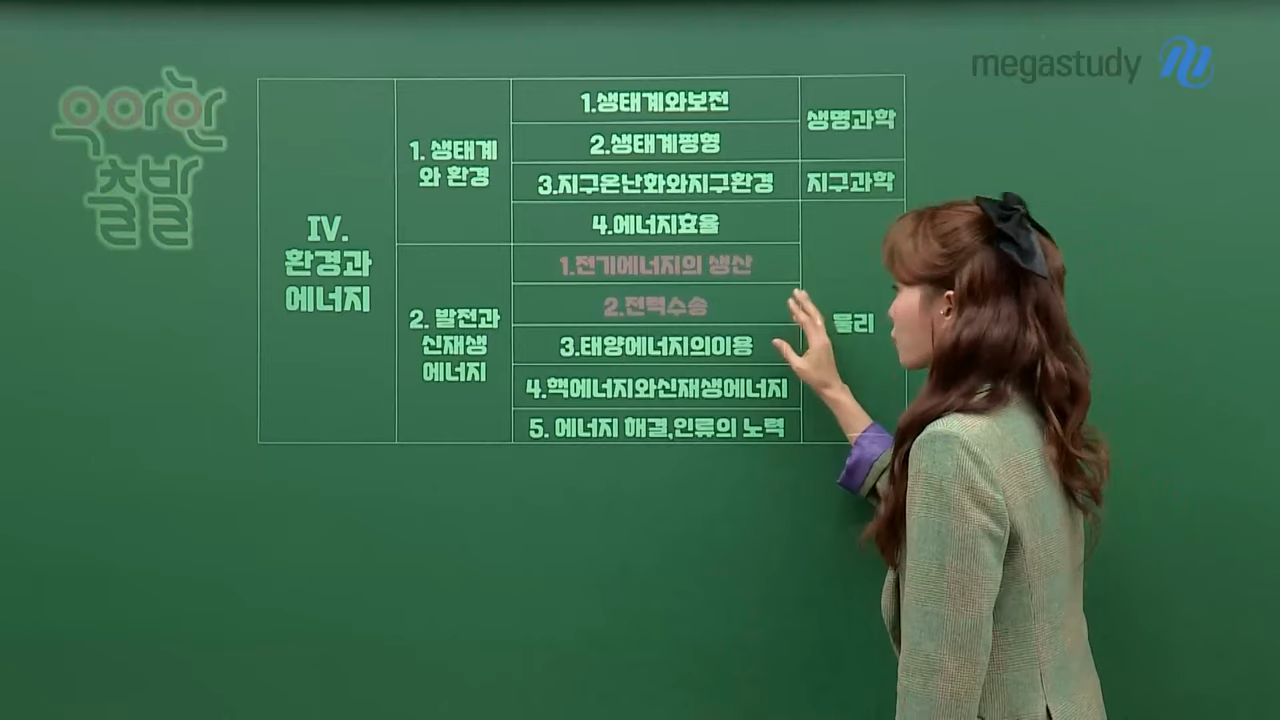 우아한
출발
megastudy
IV.
환경과
에너지
1. 생태계
와 환경
1.생태계와보전
2.생태계평형
생명과학
3.지구온난화와지구환경
지구과학
4.에너지효율
2. 발전과
신재생
에너지
1.전기에너지의 생산
2.전력수송
3.태양에너지의이용
4.핵에너지와신재생에너지
5. 에너지 해결,인류의 노력
물리